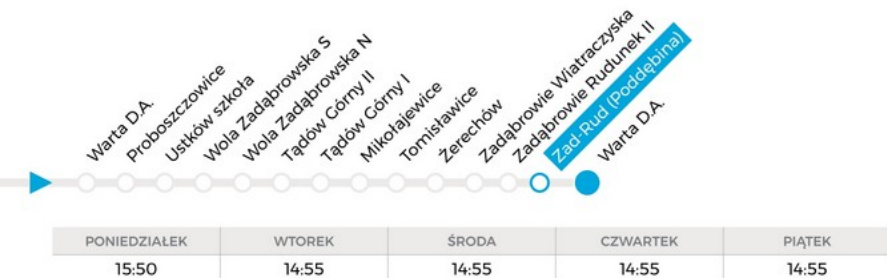 Warta D.A.
Proboszczowice
Ustków szkoła
Wola Zadąbrowska S
Wola Zadąbrowska N
Tądów Górny II
Tądów Górny I
Mikołajewice
Tomisławice
Żerechów
Zadąbrowie Wiatraczyska
Zadąbrowie Rudunek II
Zad-Rud (Poddębina)
Warta D.A.
PONIEDZIAŁEK WTOREK ŚRODA CZWARTEK PIĄTEK
15:50 14:55 14:55 14:55 14:55